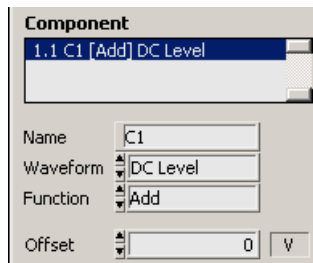 Component
1.1 C1 [Add] DC Level
Name C1
Waveform DC Level
Function Add
Offset 0 V